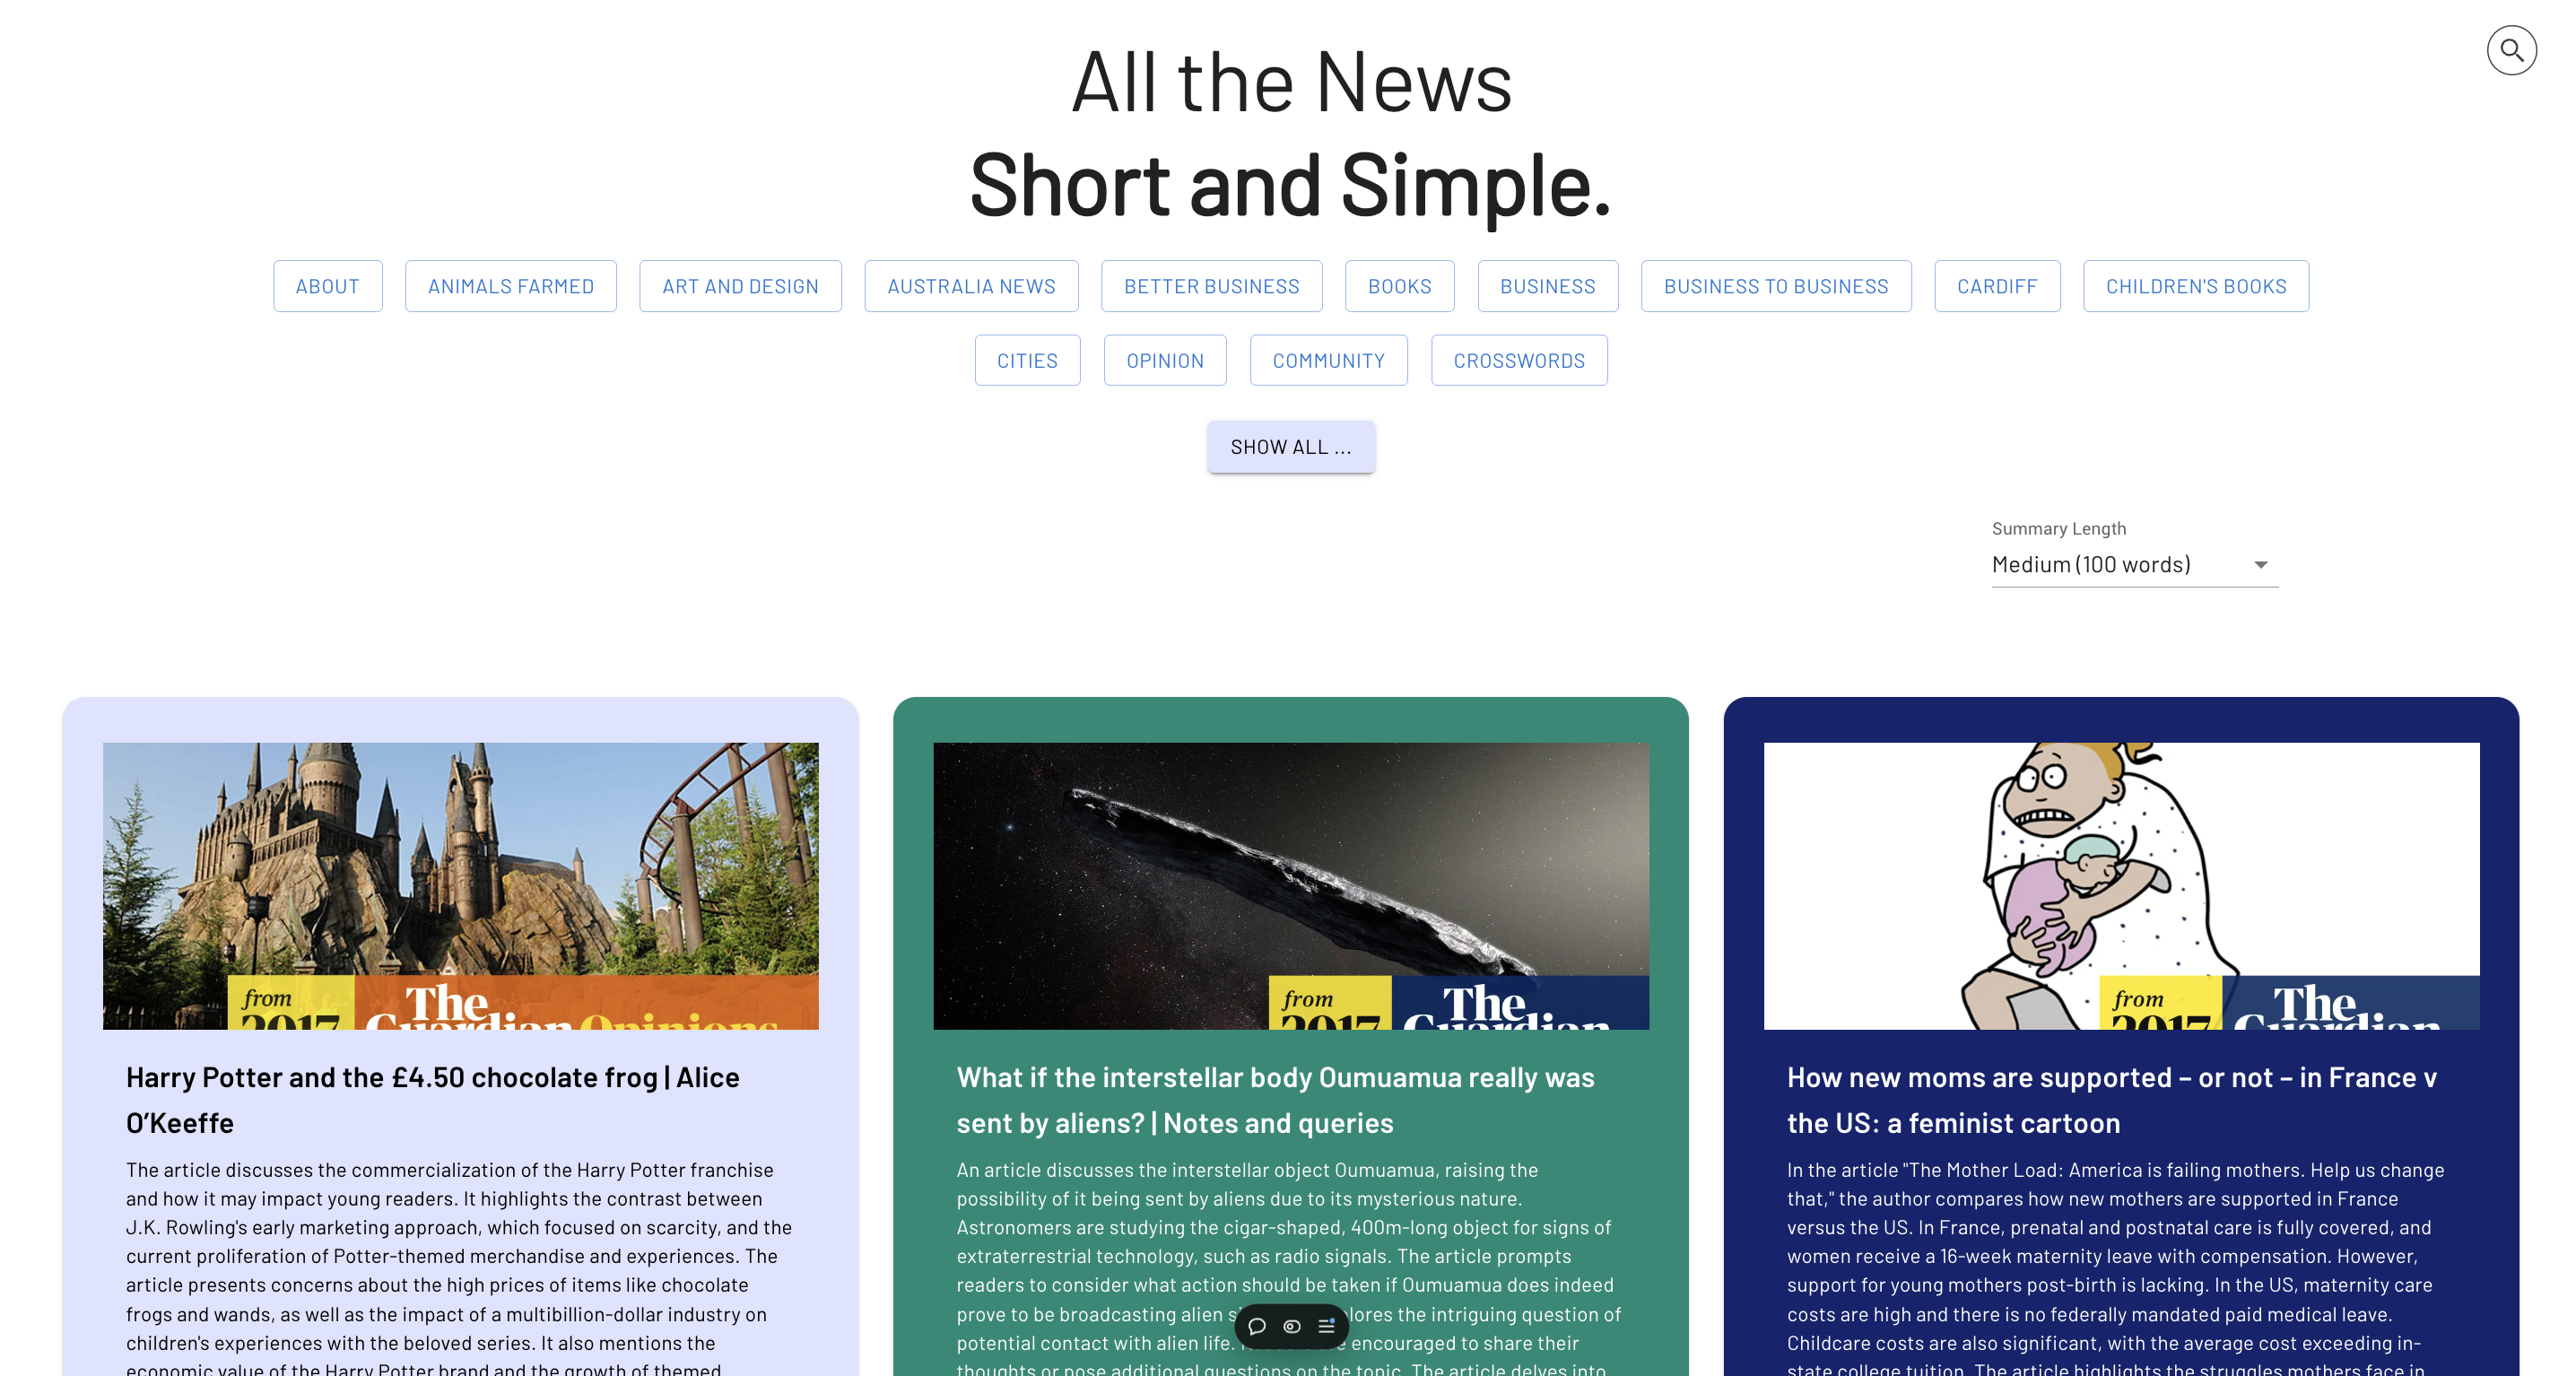 All the News
Short and Simple.
ABOUT
ANIMALS FARMED
ART AND DESIGN
AUSTRALIA NEWS
BETTER BUSINESS
BOOKS
BUSINESS
BUSINESS TO BUSINESS
CARDIFF
CHILDREN'S BOOKS
CITIES
OPINION
COMMUNITY
CROSSWORDS
SHOW ALL ...
Summary Length
Medium (100 words)
from
2017
The
Guardian Opinions
Harry Potter and the £4.50 chocolate frog | Alice
O’Keeffe
The article discusses the commercialization of the Harry Potter franchise
and how it may impact young readers. It highlights the contrast between
J.K. Rowling's early marketing approach, which focused on scarcity, and the
current proliferation of Potter-themed merchandise and experiences. The
article presents concerns about the high prices of items like chocolate
frogs and wands, as well as the impact of a multibillion-dollar industry on
children's experiences with the beloved series. It also mentions the
economic value of the Harry Potter brand and the growth of themed
from
2017
The
Guardian
What if the interstellar body Oumuamua really was
sent by aliens? | Notes and queries
An article discusses the interstellar object Oumuamua, raising the
possibility of it being sent by aliens due to its mysterious nature.
Astronomers are studying the cigar-shaped, 400m-long object for signs of
extraterrestrial technology, such as radio signals. The article prompts
readers to consider what action should be taken if Oumuamua does indeed
prove to be broadcasting alien the intriguing question of
potential contact with alien life. encouraged to share their
thoughts or pose additional questions on the topic. The article delves into
from
2017
The
Guardian
How new moms are supported – or not – in France v
the US: a feminist cartoon
In the article "The Mother Load: America is failing mothers. Help us change
that," the author compares how new mothers are supported in France
versus the US. In France, prenatal and postnatal care is fully covered, and
women receive a 16-week maternity leave with compensation. However,
support for young mothers post-birth is lacking. In the US, maternity care
costs are high and there is no federally mandated paid medical leave.
Childcare costs are also significant, with the average cost exceeding in-
state college tuition. The article highlights the struggles mothers face in